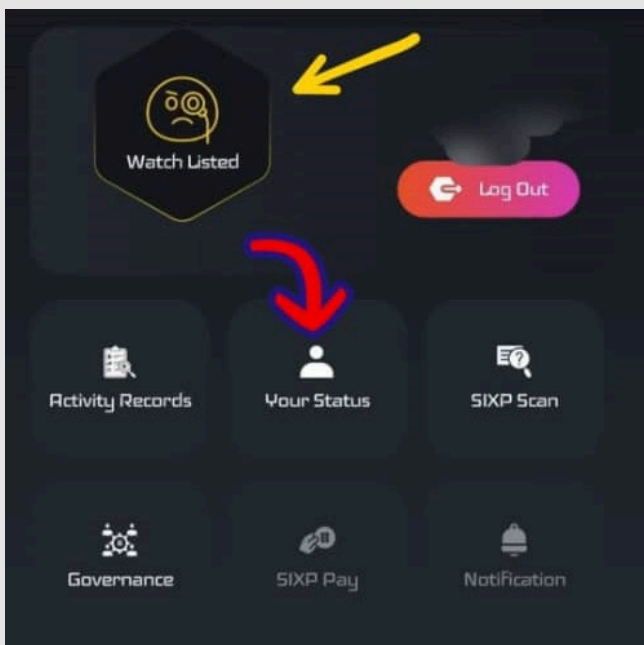 Watch Listed
Log Out
Activity Records
Your Status
SIXP Scan
Governance
SIXP Pay
Notification